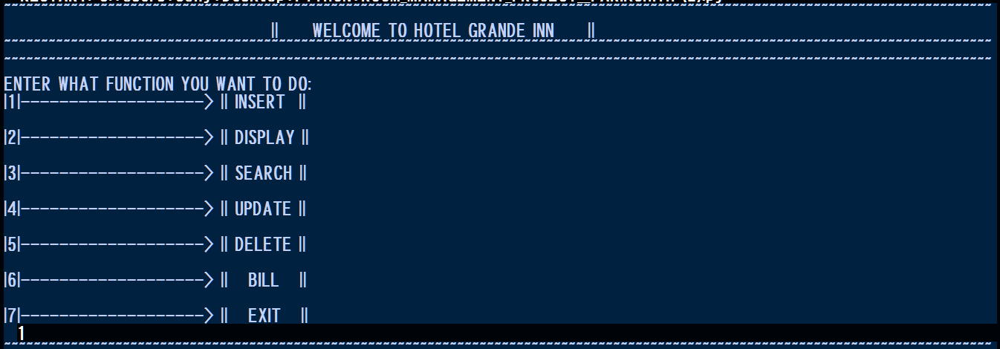 ~~~~~~~~~~~~~~~~~~~~~~~~~~~~~~~~~~~~~~~~~~~~~~~~~~~~~~~~~~~~~~~~~~~~~~~~~~~~~~~~
|| WELCOME TO HOTEL GRANDE INN ||
~~~~~~~~~~~~~~~~~~~~~~~~~~~~~~~~~~~~~~~~~~~~~~~~~~~~~~~~~~~~~~~~~~~~~~~~~~~~~~~~
~~~~~~~~~~~~~~~~~~~~~~~~~~~~~~~~~~~~~~~~~~~~~~~~~~~~~~~~~~~~~~~~~~~~~~~~~~~~~~~~
ENTER WHAT FUNCTION YOU WANT TO DO:
|1|-------------------> || INSERT ||
|2|-------------------> || DISPLAY ||
|3|-------------------> || SEARCH ||
|4|-------------------> || UPDATE ||
|5|-------------------> || DELETE ||
|6|-------------------> || BILL ||
|7|-------------------> || EXIT ||
1
~~~~~~~~~~~~~~~~~~~~~~~~~~~~~~~~~~~~~~~~~~~~~~~~~~~~~~~~~~~~~~~~~~~~~~~~~~~~~~~~